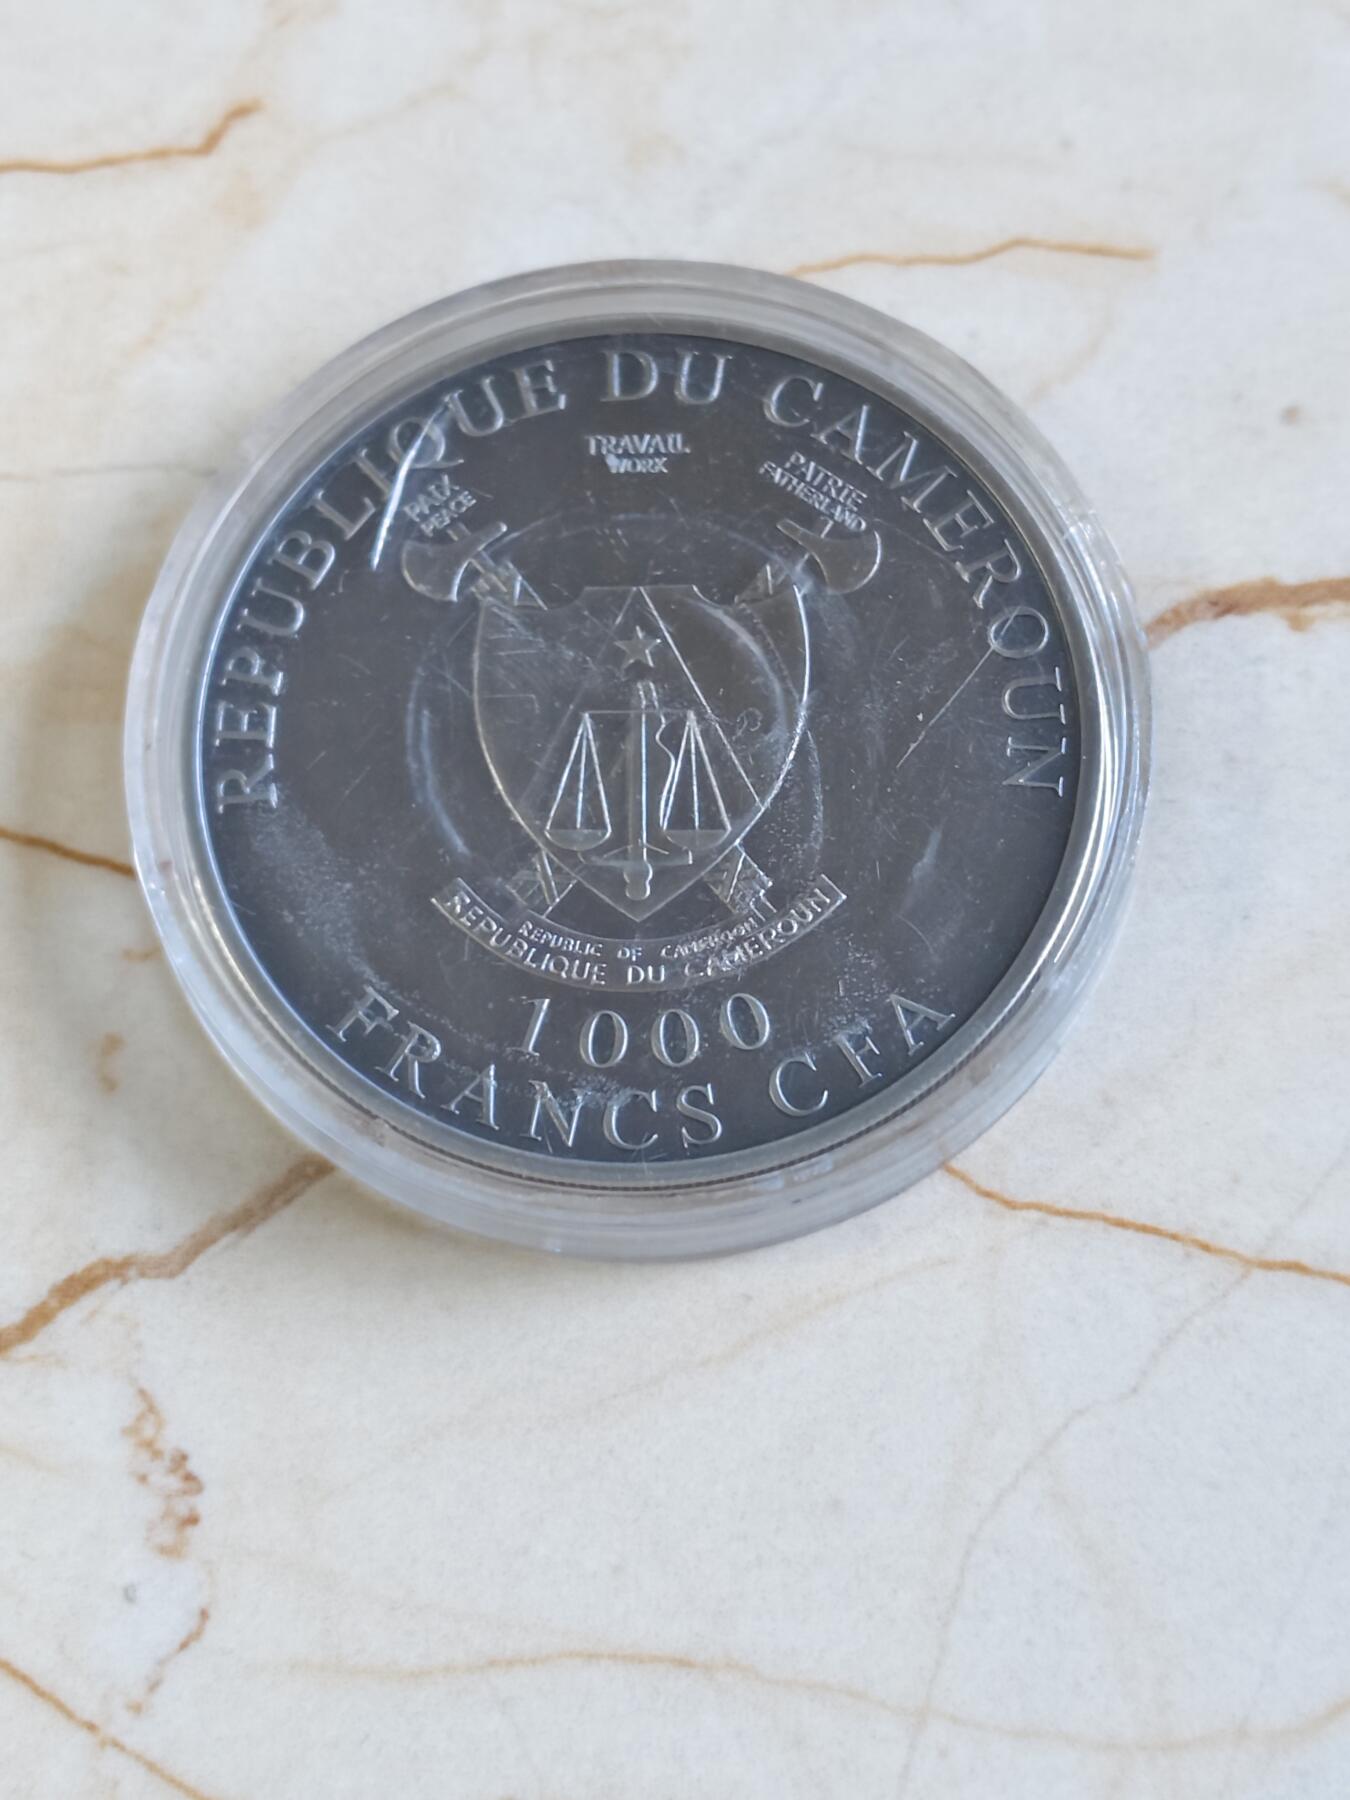 REPUBLIQUE DU CAMEROUN
TRAVAIL
WORK
PAIX
PEACE
PATRIE
FATHERLAND
REPUBLIC OF CAMEROON
REPUBLIQUE DU CAMEROUN
1000
FRANCS CFA